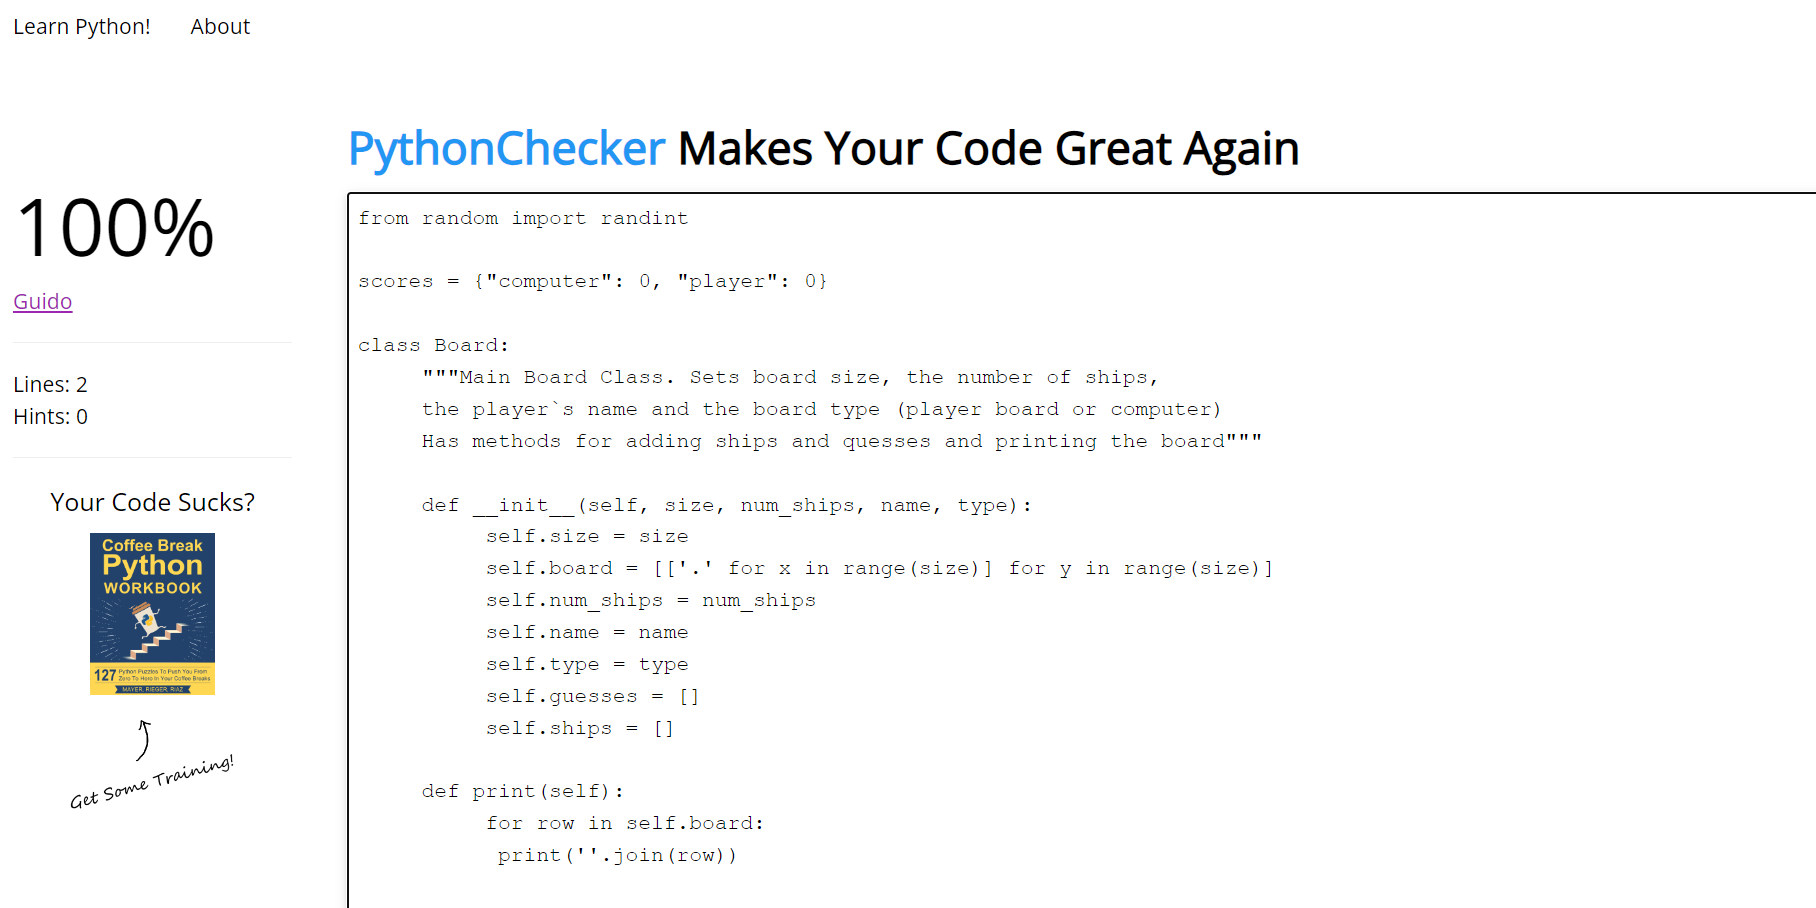 Learn Python! About
PythonChecker Makes Your Code Great Again
100%
Guido
Lines: 2
Hints: 0
Your Code Sucks?
Coffee Break
Python
WORKBOOK
127 Python Puzzles To Push You From
Zero To Hero In Your Coffee Breaks
MAYER, RIEGER, RIAZ
Get Some Training!
from random import randint
scores = {"computer": 0, "player": 0}
class Board:
"""Main Board Class. Sets board size, the number of ships,
the player`s name and the board type (player board or computer)
Has methods for adding ships and quesses and printing the board"""
def __init__(self, size, num_ships, name, type):
self.size = size
self.board = [['.' for x in range(size)] for y in range(size)]
self.num_ships = num_ships
self.name = name
self.type = type
self.guesses = []
self.ships = []
def print(self):
for row in self.board:
print(''.join(row))